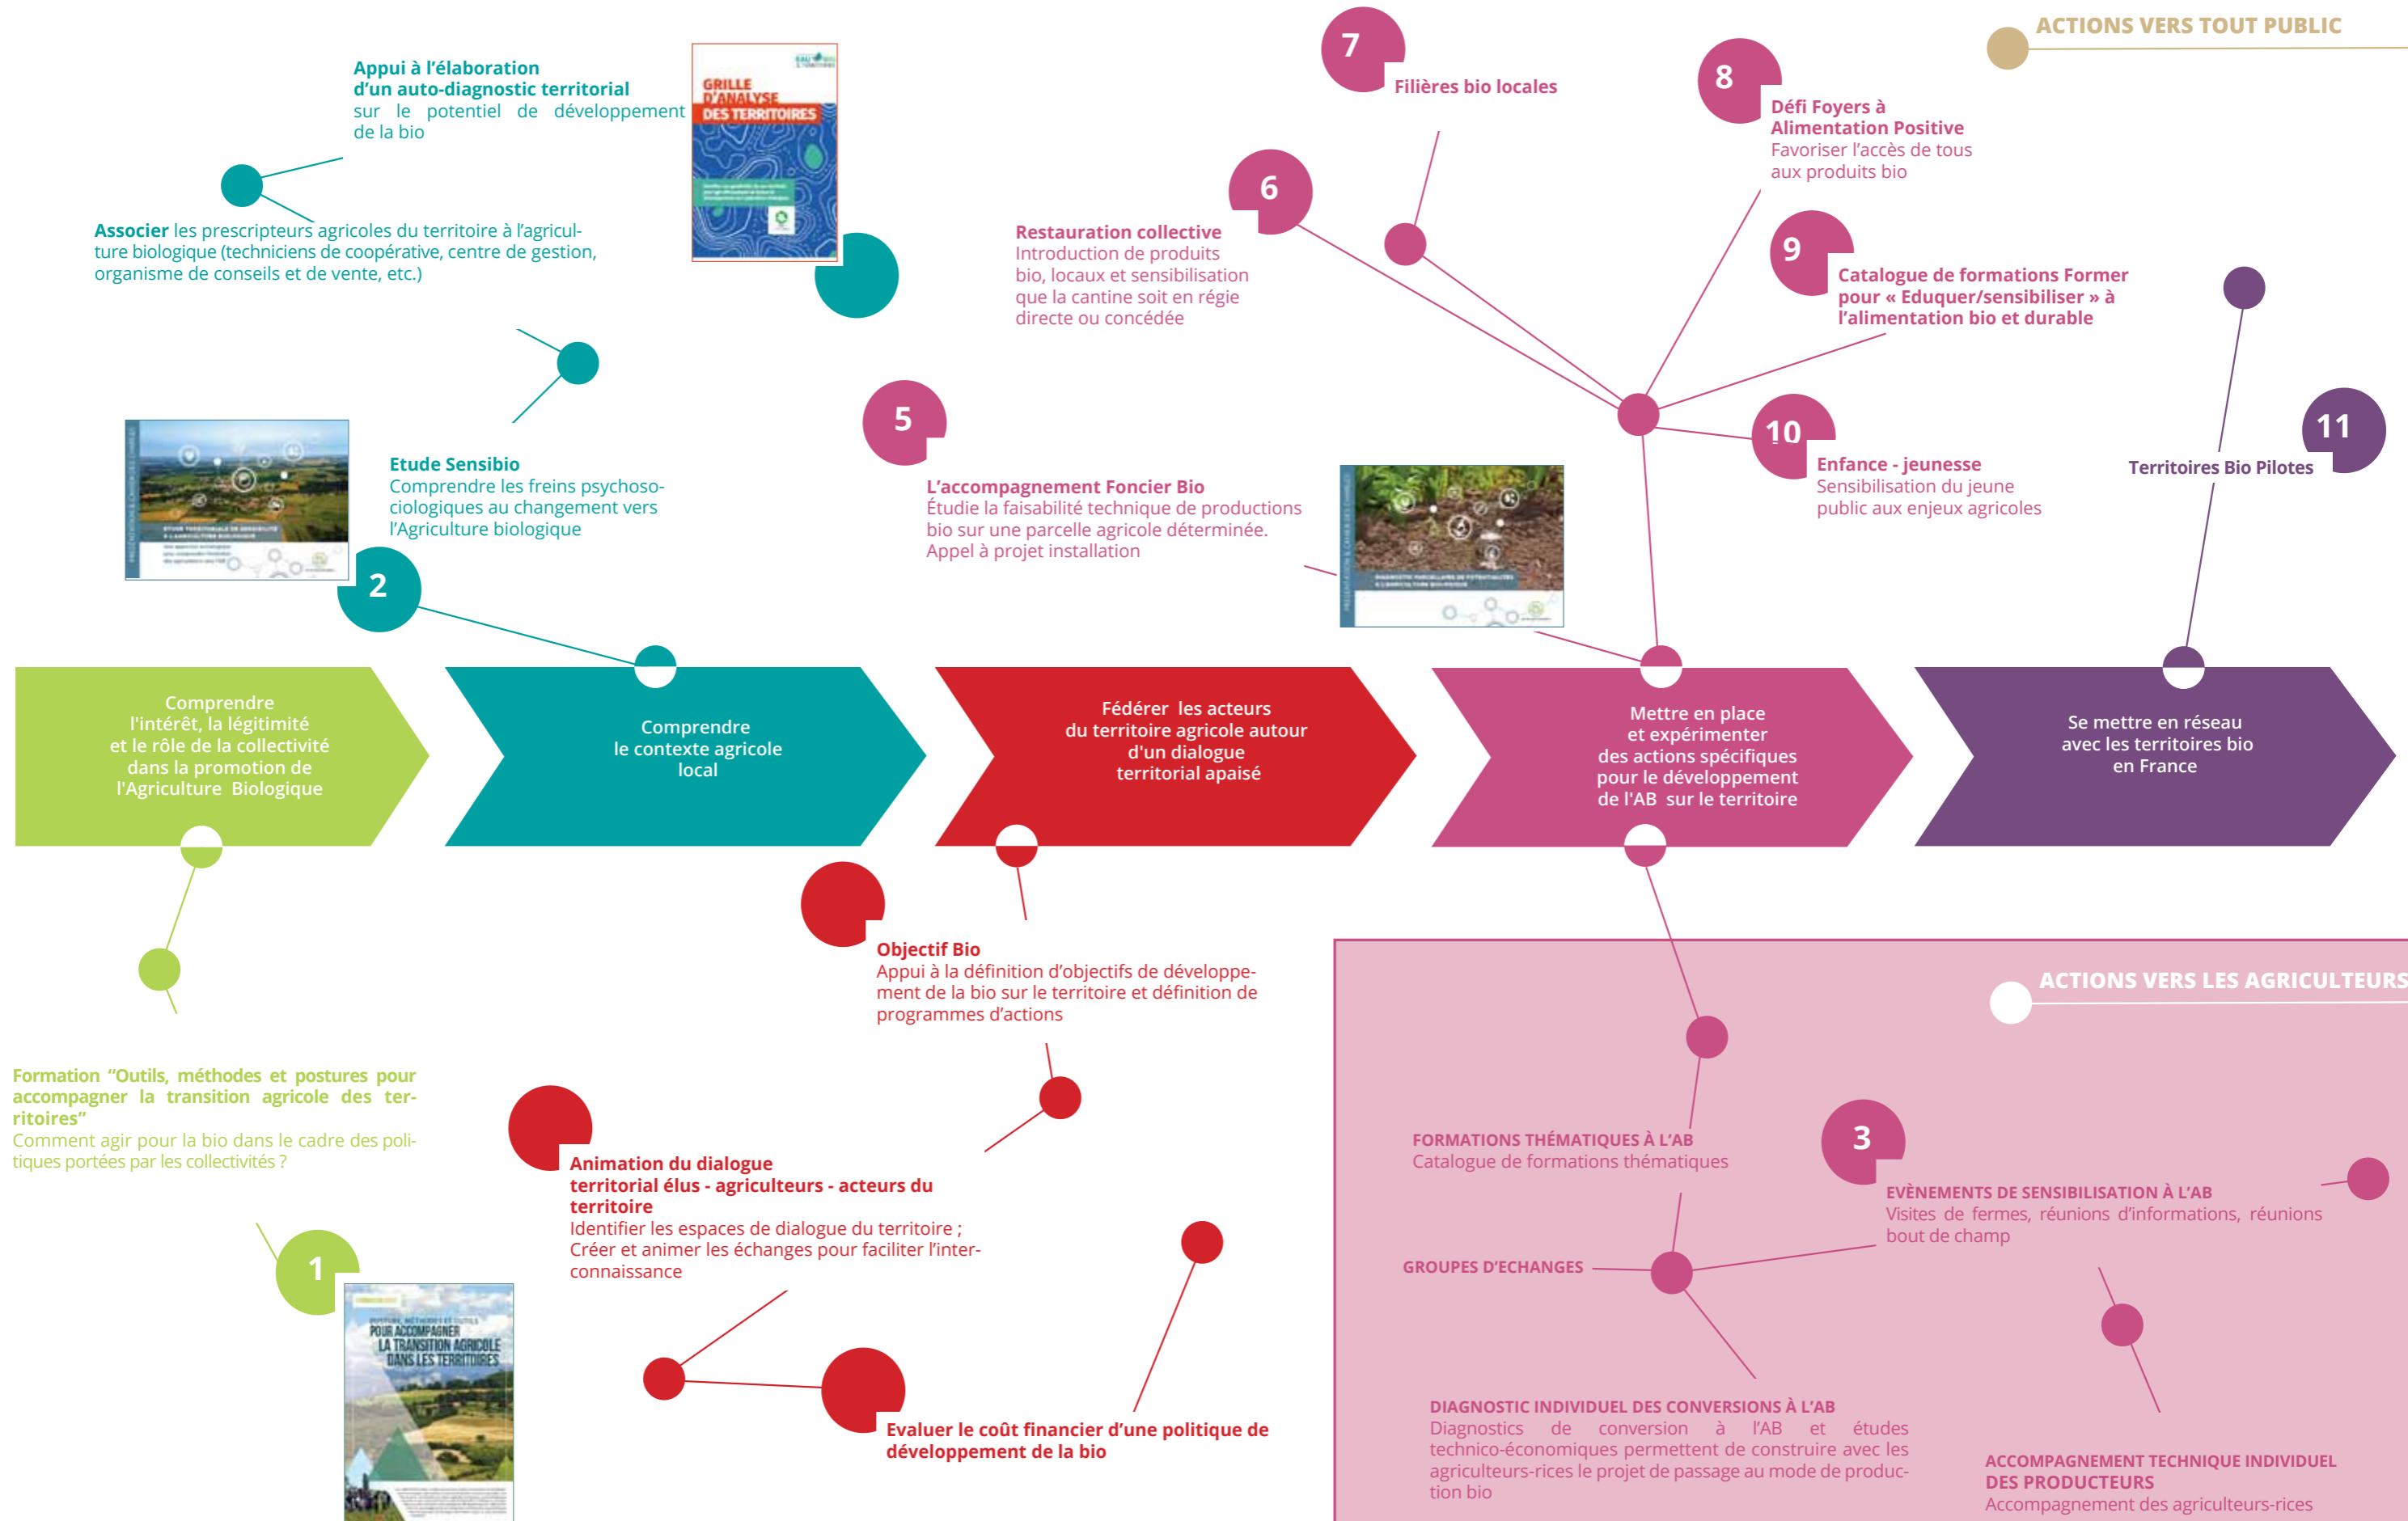 ACTIONS VERS TOUT PUBLIC
Appui à l’élaboration
d’un auto-diagnostic territorial
sur le potentiel de développement
de la bio
GRILLE
D'ANALYSE
DES TERRITOIRES
Associer les prescripteurs agricoles du territoire à l’agricul-
ture biologique (techniciens de coopérative, centre de gestion,
organisme de conseils et de vente, etc.)
Etude Sensibio
Comprendre les freins psychoso-
ciologiques au changement vers
l’Agriculture biologique
2
5
L’accompagnement Foncier Bio
Étudie la faisabilité technique de productions
bio sur une parcelle agricole déterminée.
Appel à projet installation
6
Restauration collective
Introduction de produits
bio, locaux et sensibilisation
que la cantine soit en régie
directe ou concédée
7
Filières bio locales
8
Défi Foyers à
Alimentation Positive
Favoriser l’accès de tous
aux produits bio
9
Catalogue de formations Former
pour « Eduquer/sensibiliser » à
l’alimentation bio et durable
10
Enfance - jeunesse
Sensibilisation du jeune
public aux enjeux agricoles
11
Territoires Bio Pilotes
Comprendre
l'intérêt, la légitimité
et le rôle de la collectivité
dans la promotion de
l'Agriculture Biologique
Comprendre
le contexte agricole
local
Fédérer les acteurs
du territoire agricole autour
d'un dialogue
territorial apaisé
Mettre en place
et expérimenter
des actions spécifiques
pour le développement
de l'AB sur le territoire
Se mettre en réseau
avec les territoires bio
en France
Formation “Outils, méthodes et postures pour
accompagner la transition agricole des ter-
ritoires”
Comment agir pour la bio dans le cadre des poli-
tiques portées par les collectivités ?
1
POUR ACCOMPAGNER
LA TRANSITION AGRICOLE
DANS LES TERRITOIRES
Objectif Bio
Appui à la définition d’objectifs de développe-
ment de la bio sur le territoire et définition de
programmes d’actions
Animation du dialogue
territorial élus - agriculteurs - acteurs du
territoire
Identifier les espaces de dialogue du territoire ;
Créer et animer les échanges pour faciliter l’inter-
connaissance
Evaluer le coût financier d’une politique de
développement de la bio
ACTIONS VERS LES AGRICULTEURS
FORMATIONS THÉMATIQUES À L’AB
Catalogue de formations thématiques
3
EVÈNEMENTS DE SENSIBILISATION À L’AB
Visites de fermes, réunions d’informations, réunions
bout de champ
GROUPES D’ECHANGES
DIAGNOSTIC INDIVIDUEL DES CONVERSIONS À L’AB
Diagnostics de conversion à l’AB et études
technico-économiques permettent de construire avec les
agriculteurs-rices le projet de passage au mode de produc-
tion bio
ACCOMPAGNEMENT TECHNIQUE INDIVIDUEL
DES PRODUCTEURS
Accompagnement des agriculteurs-rices